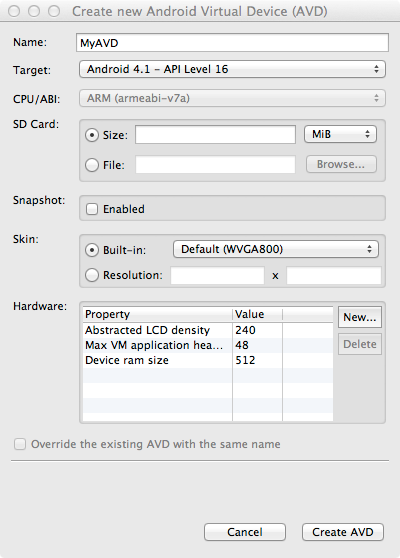 Create new Android Virtual Device (AVD)
Name: MyAVD
Target: Android 4.1 – API Level 16
CPU/ABI: ARM (armeabi-v7a)
SD Card:
Size: MiB
File: Browse...
Snapshot: Enabled
Skin:
Built-in: Default (WVGA800)
Resolution: x
Hardware:
Property Value New...
Abstracted LCD density 240
Max VM application hea... 48 Delete
Device ram size 512
Override the existing AVD with the same name
Cancel Create AVD